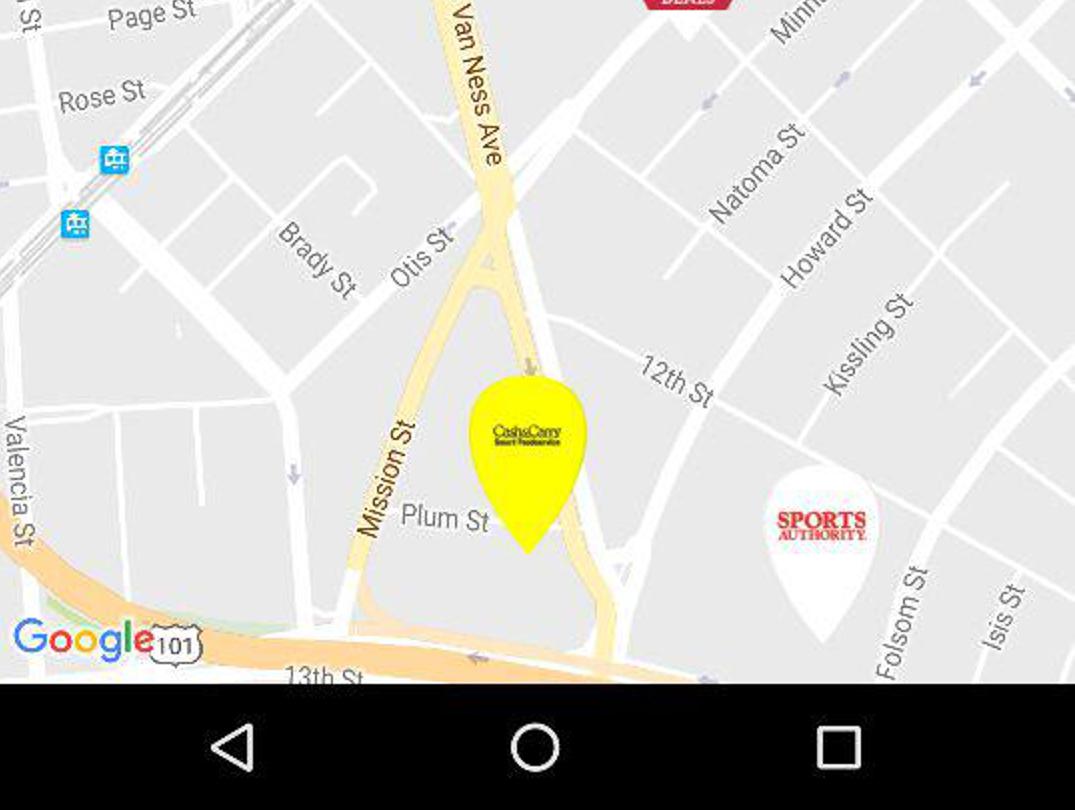 St
Page St
DEALS
Minna
Van Ness Ave
Rose St
Natoma St
Howard St
Brady St
Otis St
Kissling St
12th St
Valencia St
Mission St
Cash&Carry
Smart Foodservice
Plum St
SPORTS
AUTHORITY
Folsom St
Isis St
Google
101
13th St